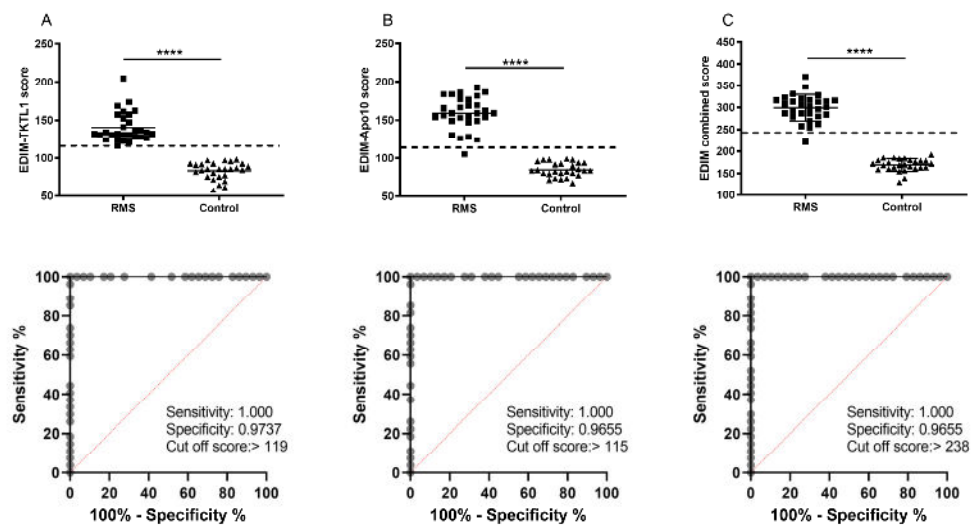 A
B
C
250
200
150
100
50
EDIM-TKTL1 score
****
RMS
Control
250
200
150
100
50
EDIM-Apo10 score
****
RMS
Control
450
400
350
300
250
200
150
100
EDIM combined score
****
RMS
Control
100
80
60
40
20
0
Sensitivity %
Sensitivity: 1.000
Specificity: 0.9737
Cut off score:> 119
0 20 40 60 80 100
100% - Specificity %
100
80
60
40
20
0
Sensitivity %
Sensitivity: 1.000
Specificity: 0.9655
Cut off score:> 115
0 20 40 60 80 100
100% - Specificity %
100
80
60
40
20
0
Sensitivity %
Sensitivity: 1.000
Specificity: 0.9655
Cut off score:> 238
0 20 40 60 80 100
100% - Specificity %